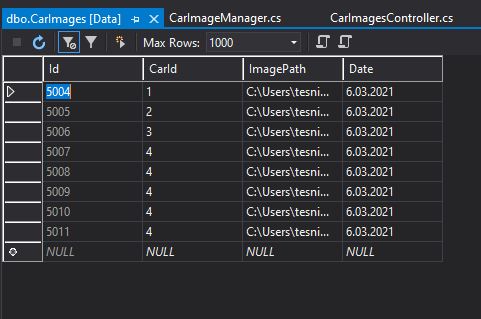 dbo.CarImages [Data] CarImageManager.cs CarImagesController.cs
Max Rows: 1000
Id CarId ImagePath Date
5004 1 C:\Users\tesni... 6.03.2021
5005 2 C:\Users\tesni... 6.03.2021
5006 3 C:\Users\tesni... 6.03.2021
5007 4 C:\Users\tesni... 6.03.2021
5008 4 C:\Users\tesni... 6.03.2021
5009 4 C:\Users\tesni... 6.03.2021
5010 4 C:\Users\tesni... 6.03.2021
5011 4 C:\Users\tesni... 6.03.2021
NULL NULL NULL NULL